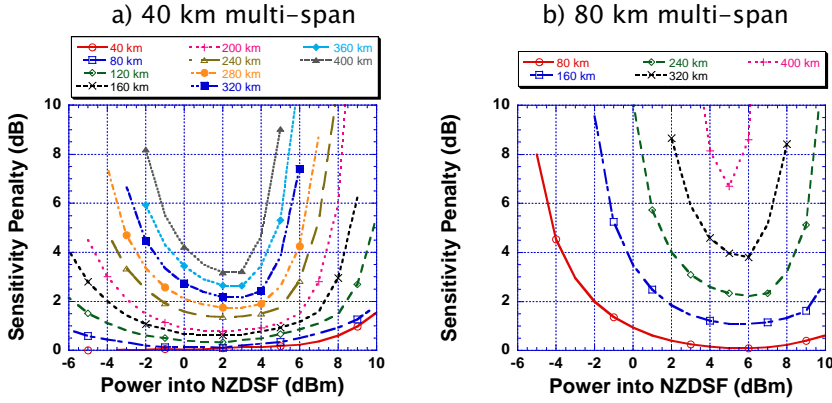 a) 40 km multi-span
b) 80 km multi-span
40 km
80 km
120 km
160 km
200 km
240 km
280 km
320 km
360 km
400 km
80 km
160 km
240 km
320 km
400 km
Sensitivity Penalty (dB)
10
8
6
4
2
0
-6 -4 -2 0 2 4 6 8 10
Power into NZDSF (dBm)
Sensitivity Penalty (dB)
10
8
6
4
2
0
-6 -4 -2 0 2 4 6 8 10
Power into NZDSF (dBm)